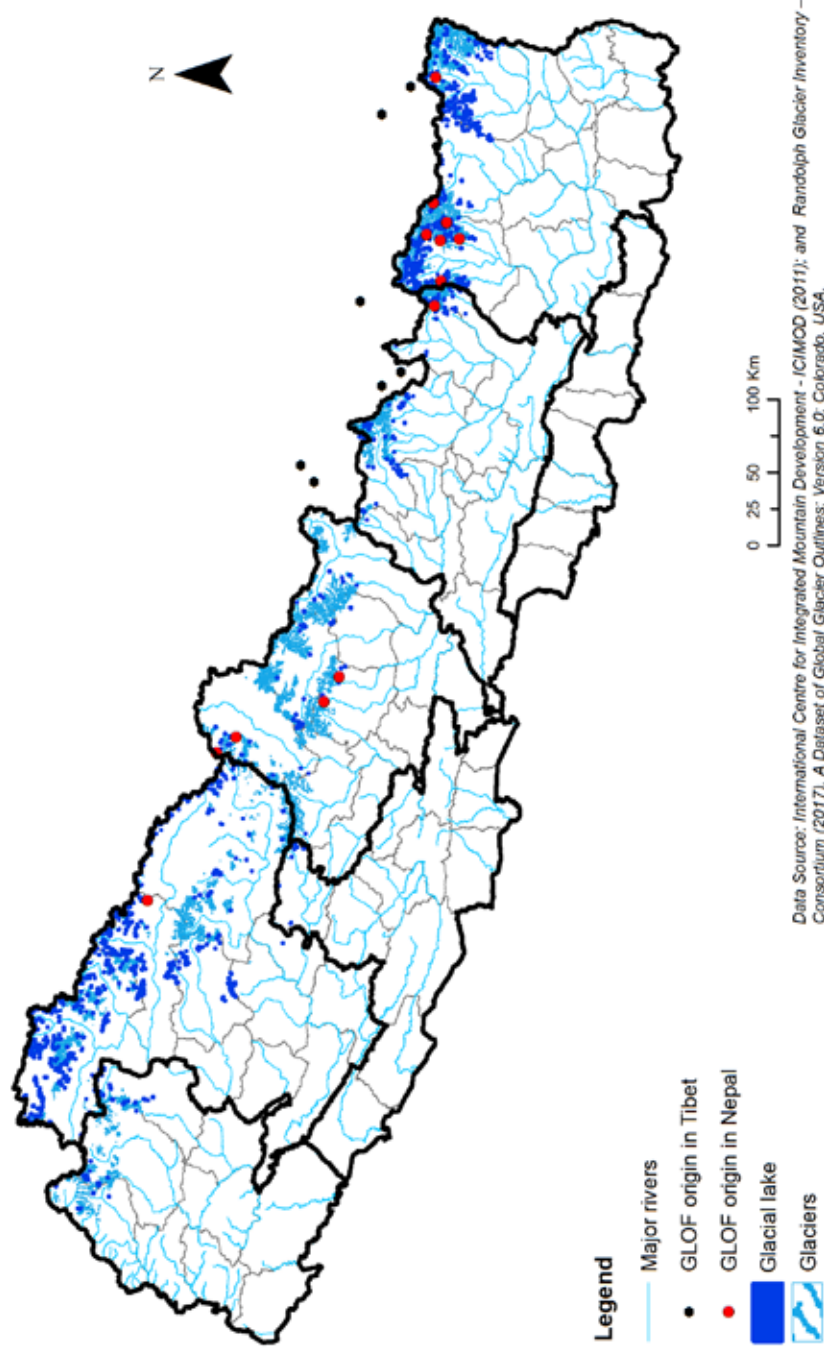 N
Legend
Major rivers
GLOF origin in Tibet
GLOF origin in Nepal
Glacial lake
Glaciers
0 25 50 100 Km
Data Source: International Centre for Integrated Mountain Development - ICIMOD (2011); and Randolph Glacier Inventory –
Consortium (2017). A Dataset of Global Glacier Outlines: Version 6.0: Colorado, USA.